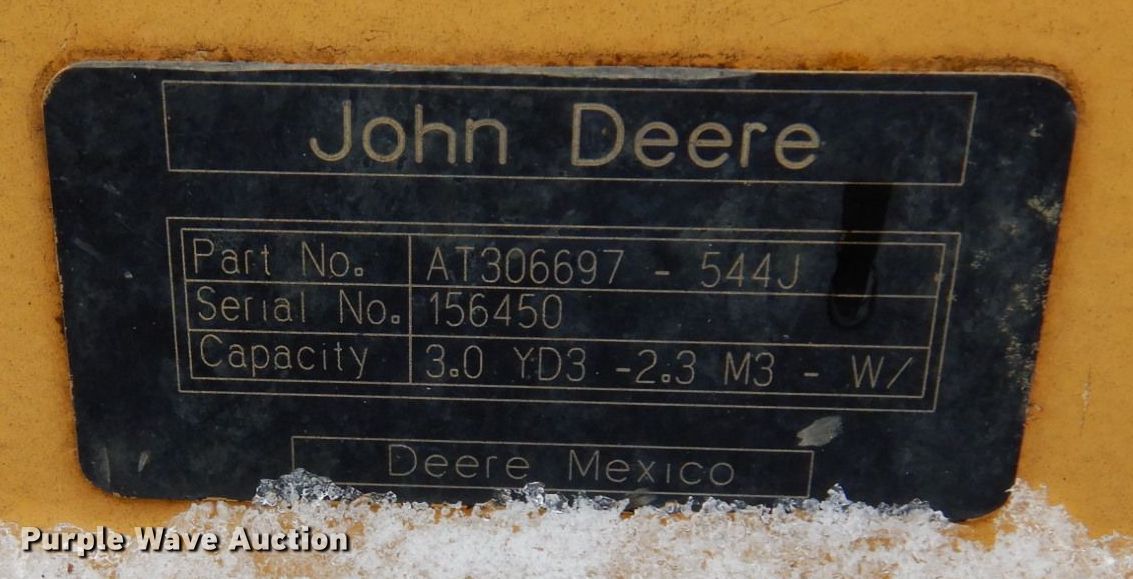 John Deere
Part No. AT306697 - 544J
Serial No. 156450
Capacity 3.0 YD3 -2.3 M3 - W/
Deere Mexico
Purple Wave Auction